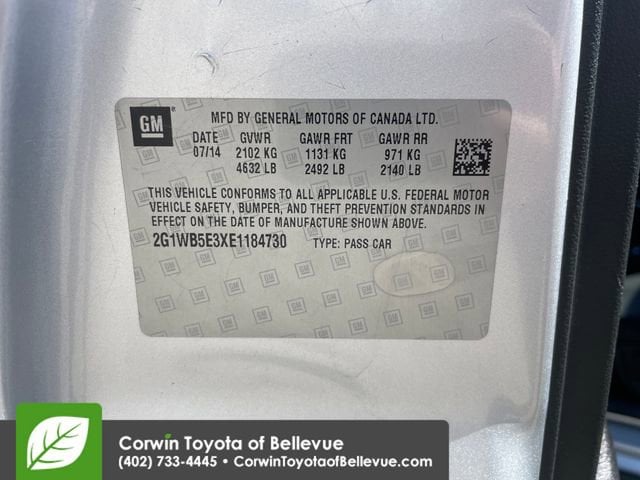 GM
MFD BY GENERAL MOTORS OF CANADA LTD.
DATE GVWR GAWR FRT GAWR RR
07/14 2102 KG 1131 KG 971 KG
4632 LB 2492 LB 2140 LB
THIS VEHICLE CONFORMS TO ALL APPLICABLE U.S. FEDERAL MOTOR
VEHICLE SAFETY, BUMPER, AND THEFT PREVENTION STANDARDS IN
EFFECT ON THE DATE OF MANUFACTURE SHOWN ABOVE.
2G1WB5E3XE1184730 TYPE: PASS CAR
Corwin Toyota of Bellevue
(402) 733-4445 • CorwinToyotaofBellevue.com